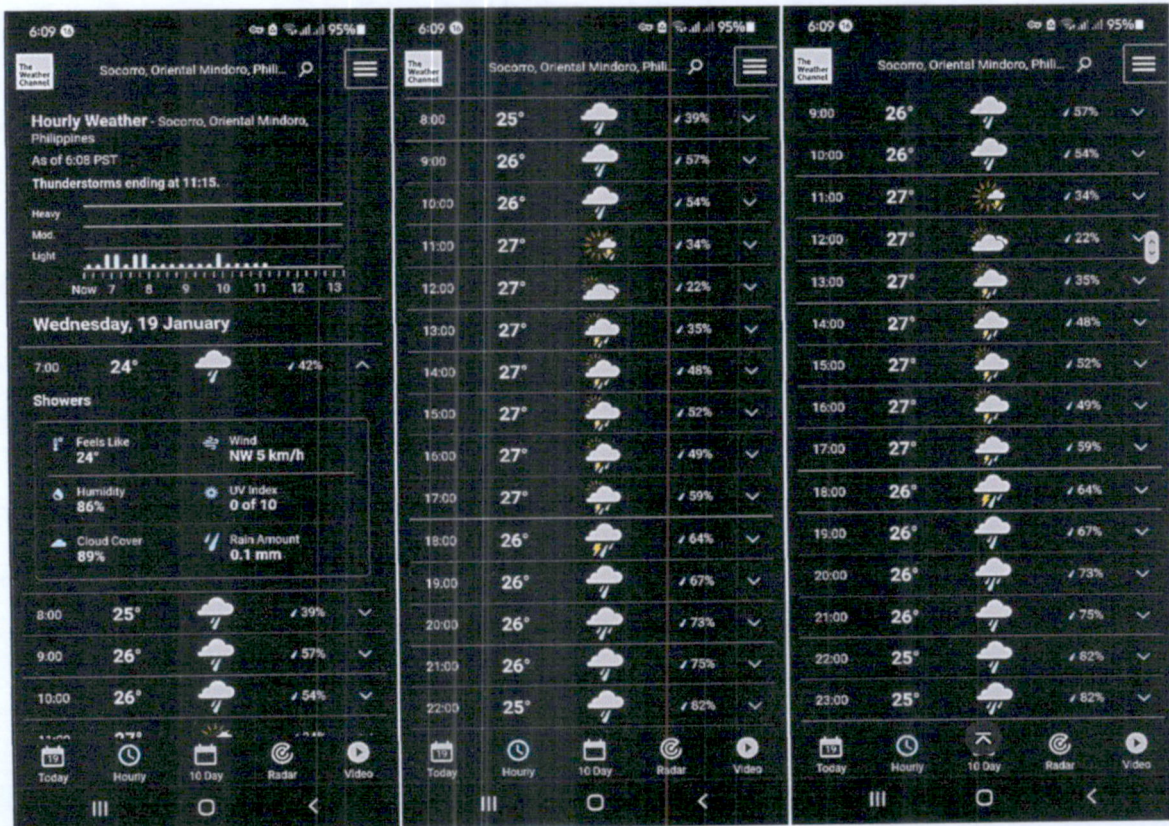 6:09 16 95%
The Weather Channel
Socorro, Oriental Mindoro, Phili...
Hourly Weather - Socorro, Oriental Mindoro,
Philippines
As of 6:08 PST
Thunderstorms ending at 11:15.
Heavy
Mod.
Light
Now 7 8 9 10 11 12 13
Wednesday, 19 January
7:00 24° 42%
Showers
Feels Like 24°
Wind NW 5 km/h
Humidity 86%
UV Index 0 of 10
Cloud Cover 89%
Rain Amount 0.1 mm
8:00 25° 39%
9:00 26° 57%
10:00 26° 54%
11:00 27° 34%
19
Today Hourly 10 Day Radar Video
6:09 16 95%
The Weather Channel
Socorro, Oriental Mindoro, Phili...
8:00 25° 39%
9:00 26° 57%
10:00 26° 54%
11:00 27° 34%
12:00 27° 22%
13:00 27° 35%
14:00 27° 48%
15:00 27° 52%
16:00 27° 49%
17:00 27° 59%
18:00 26° 64%
19:00 26° 67%
20:00 26° 73%
21:00 26° 75%
22:00 25° 82%
19
Today Hourly 10 Day Radar Video
6:09 16 95%
The Weather Channel
Socorro, Oriental Mindoro, Phili...
9:00 26° 57%
10:00 26° 54%
11:00 27° 34%
12:00 27° 22%
13:00 27° 35%
14:00 27° 48%
15:00 27° 52%
16:00 27° 49%
17:00 27° 59%
18:00 26° 64%
19:00 26° 67%
20:00 26° 73%
21:00 26° 75%
22:00 25° 82%
23:00 25° 82%
19
Today Hourly 10 Day Radar Video